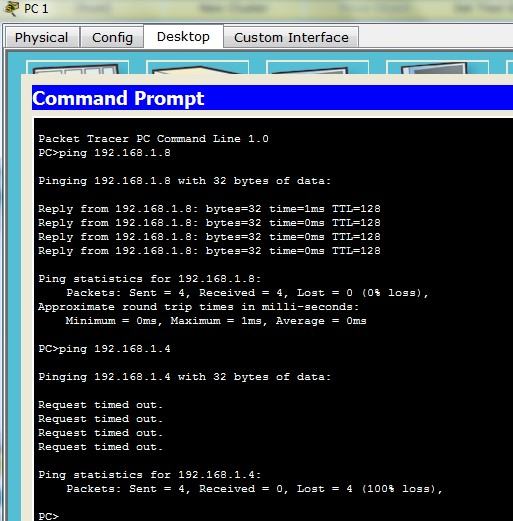 PC 1
Physical Config Desktop Custom Interface
Command Prompt
Packet Tracer PC Command Line 1.0
PC>ping 192.168.1.8
Pinging 192.168.1.8 with 32 bytes of data:
Reply from 192.168.1.8: bytes=32 time=1ms TTL=128
Reply from 192.168.1.8: bytes=32 time=0ms TTL=128
Reply from 192.168.1.8: bytes=32 time=0ms TTL=128
Reply from 192.168.1.8: bytes=32 time=0ms TTL=128
Ping statistics for 192.168.1.8:
Packets: Sent = 4, Received = 4, Lost = 0 (0% loss),
Approximate round trip times in milli-seconds:
Minimum = 0ms, Maximum = 1ms, Average = 0ms
PC>ping 192.168.1.4
Pinging 192.168.1.4 with 32 bytes of data:
Request timed out.
Request timed out.
Request timed out.
Request timed out.
Ping statistics for 192.168.1.4:
Packets: Sent = 4, Received = 0, Lost = 4 (100% loss),
PC>